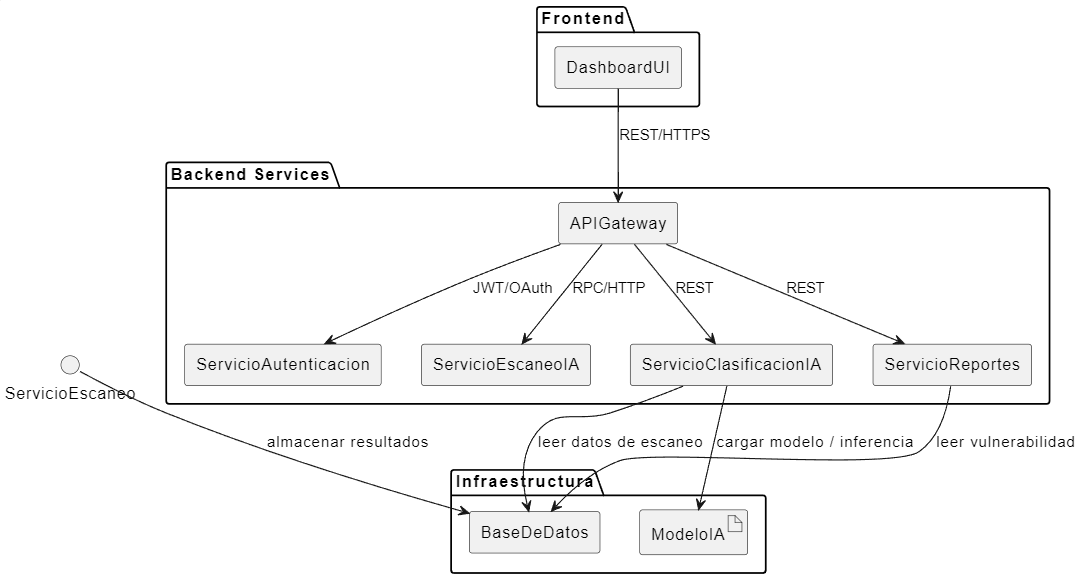 Frontend
DashboardUI
REST/HTTPS
Backend Services
APIGateway
JWT/OAuth
RPC/HTTP
REST
REST
ServicioAutenticacion
ServicioEscaneoIA
ServicioClasificacionIA
ServicioReportes
ServicioEscaneo
almacenar resultados
leer datos de escaneo
cargar modelo / inferencia
leer vulnerabilidad
Infraestructura
BaseDeDatos
ModeloIA